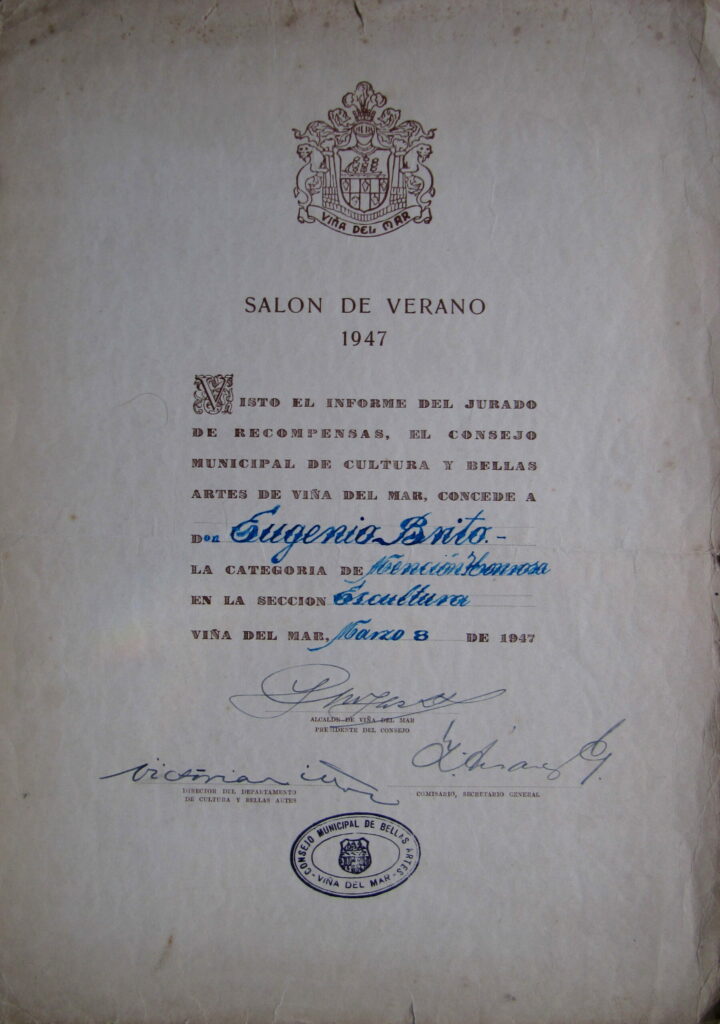 VIÑA DEL MAR
SALON DE VERANO
1947
VISTO EL INFORME DEL JURADO
DE RECOMPENSAS, EL CONSEJO
MUNICIPAL DE CULTURA Y BELLAS
ARTES DE VIÑA DEL MAR, CONCEDE A
Don Eugenio Brito.-
LA CATEGORIA DE Mención Honrosa
EN LA SECCION Escultura
VIÑA DEL MAR, Marzo 8 DE 1947
ALCALDE DE VIÑA DEL MAR
PRESIDENTE DEL CONSEJO
DIRECTOR DEL DEPARTAMENTO
DE CULTURA Y BELLAS ARTES
COMISARIO, SECRETARIO GENERAL
CONSEJO MUNICIPAL DE BELLAS ARTES
- VIÑA DEL MAR -